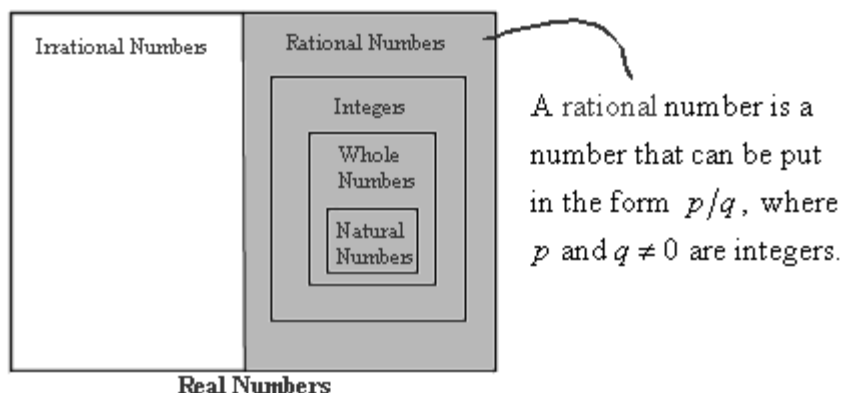 Irrational Numbers
Rational Numbers
Integers
Whole
Numbers
Natural
Numbers
Real Numbers
A rational number is a
number that can be put
in the form p/q, where
p and q ≠ 0 are integers.